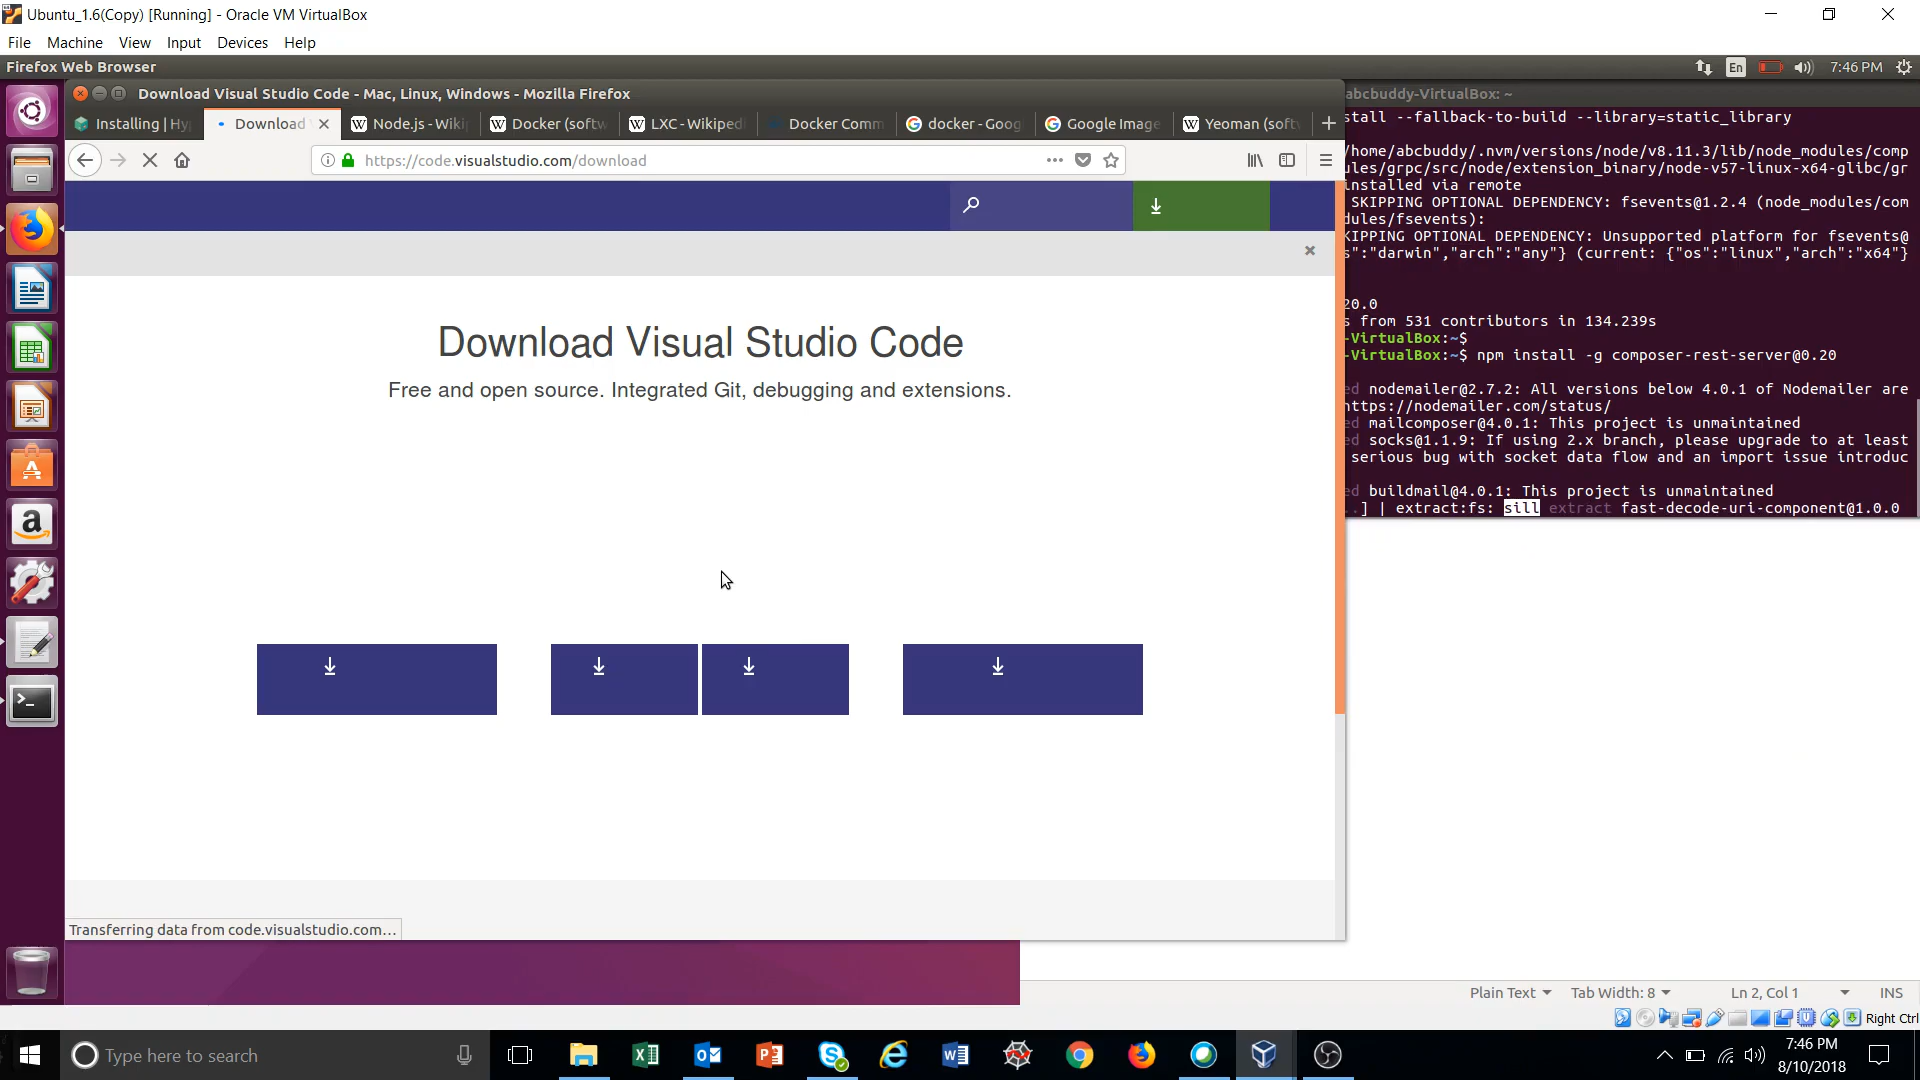 Ubuntu_1.6(Copy) [Running] - Oracle VM VirtualBox
File Machine View Input Devices Help
Firefox Web Browser
En
7:46 PM
Download Visual Studio Code - Mac, Linux, Windows - Mozilla Firefox
Installing | Hy
Download
Node.js - Wiki
Docker (softw
LXC - Wikiped
Docker Comm
docker - Goog
Google Image
Yeoman (soft
https://code.visualstudio.com/download
Download Visual Studio Code
Free and open source. Integrated Git, debugging and extensions.
Transferring data from code.visualstudio.com…
abcbuddy-VirtualBox: ~
stall --fallback-to-build --library=static_library
/home/abcbuddy/.nvm/versions/node/v8.11.3/lib/node_modules/comp
ules/grpc/src/node/extension_binary/node-v57-linux-x64-glibc/gr
installed via remote
SKIPPING OPTIONAL DEPENDENCY: fsevents@1.2.4 (node_modules/com
dules/fsevents):
KIPPING OPTIONAL DEPENDENCY: Unsupported platform for fsevents@
s":"darwin","arch":"any"} (current: {"os":"linux","arch":"x64"}
20.0
s from 531 contributors in 134.239s
-VirtualBox:~$
-VirtualBox:~$ npm install -g composer-rest-server@0.20
ed nodemailer@2.7.2: All versions below 4.0.1 of Nodemailer are
https://nodemailer.com/status/
ed mailcomposer@4.0.1: This project is unmaintained
ed socks@1.1.9: If using 2.x branch, please upgrade to at least
serious bug with socket data flow and an import issue introduc
ed buildmail@4.0.1: This project is unmaintained
..] | extract:fs: sill extract fast-decode-uri-component@1.0.0
Plain Text Tab Width: 8 Ln 2, Col 1 INS
Right Ctrl
Type here to search
7:46 PM
8/10/2018